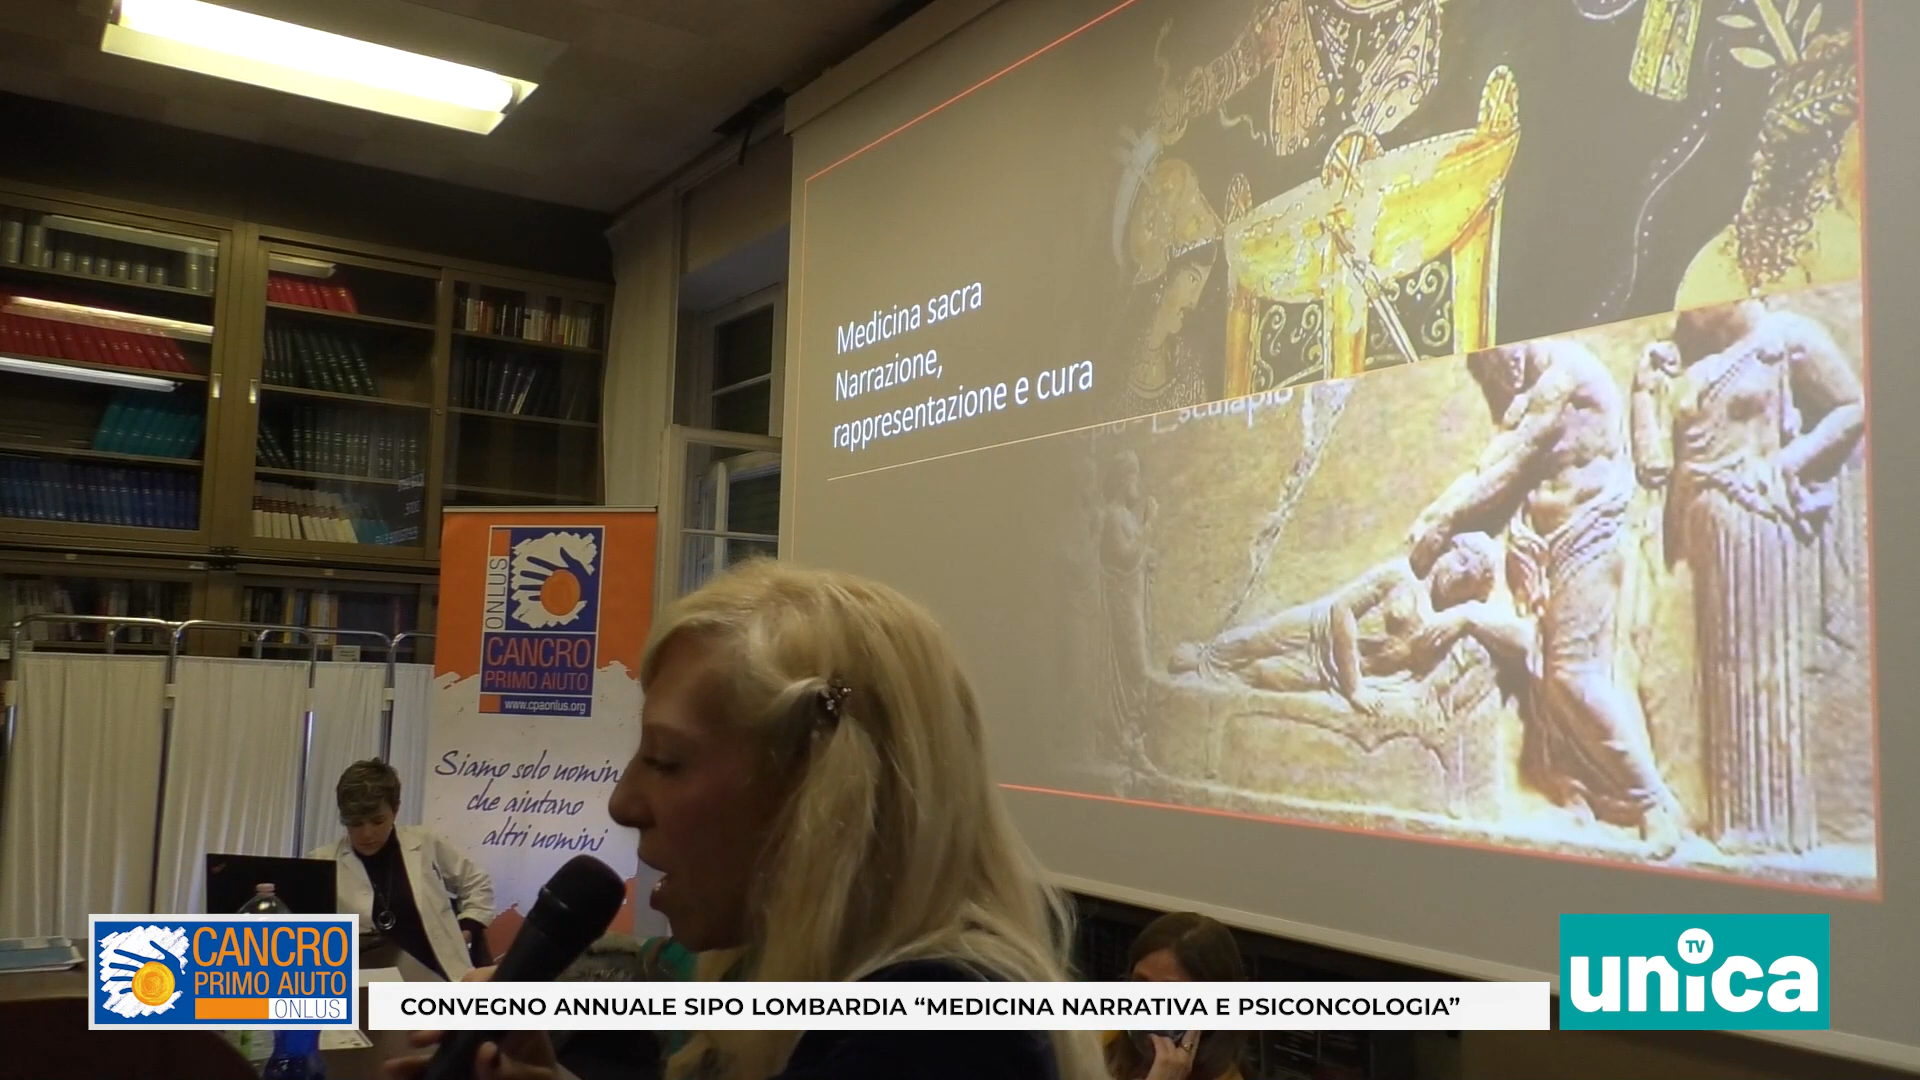 Medicina sacra
Narrazione,
rappresentazione e cura
ONLUS
CANCRO
PRIMO AIUTO
www.cpaonlus.org
Siamo solo uomin
che aiutano
altri uomini
CANCRO
PRIMO AIUTO
ONLUS
CONVEGNO ANNUALE SIPO LOMBARDIA “MEDICINA NARRATIVA E PSICONCOLOGIA”
TV
unica